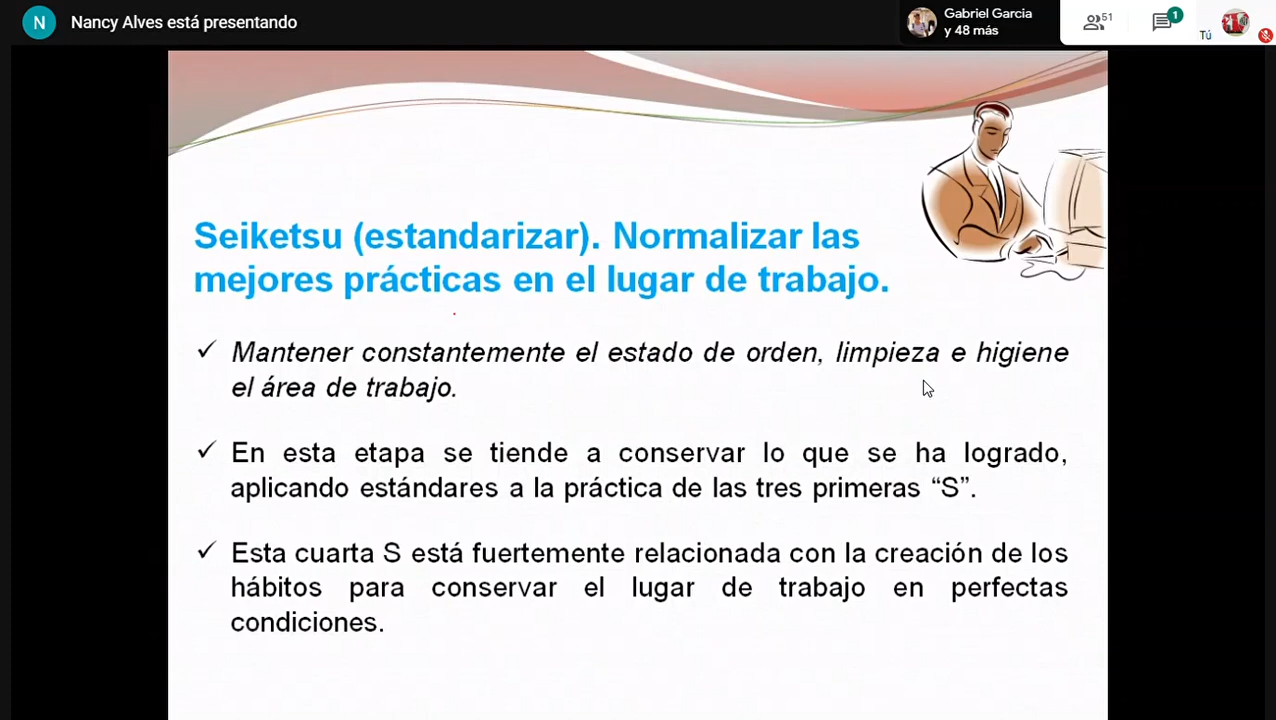 N Nancy Alves está presentando
Gabriel Garcia
y 48 más
51
1
Tú
Seiketsu (estandarizar). Normalizar las
mejores prácticas en el lugar de trabajo.
✓ Mantener constantemente el estado de orden, limpieza e higiene
el área de trabajo.
✓ En esta etapa se tiende a conservar lo que se ha logrado,
aplicando estándares a la práctica de las tres primeras “S”.
✓ Esta cuarta S está fuertemente relacionada con la creación de los
hábitos para conservar el lugar de trabajo en perfectas
condiciones.